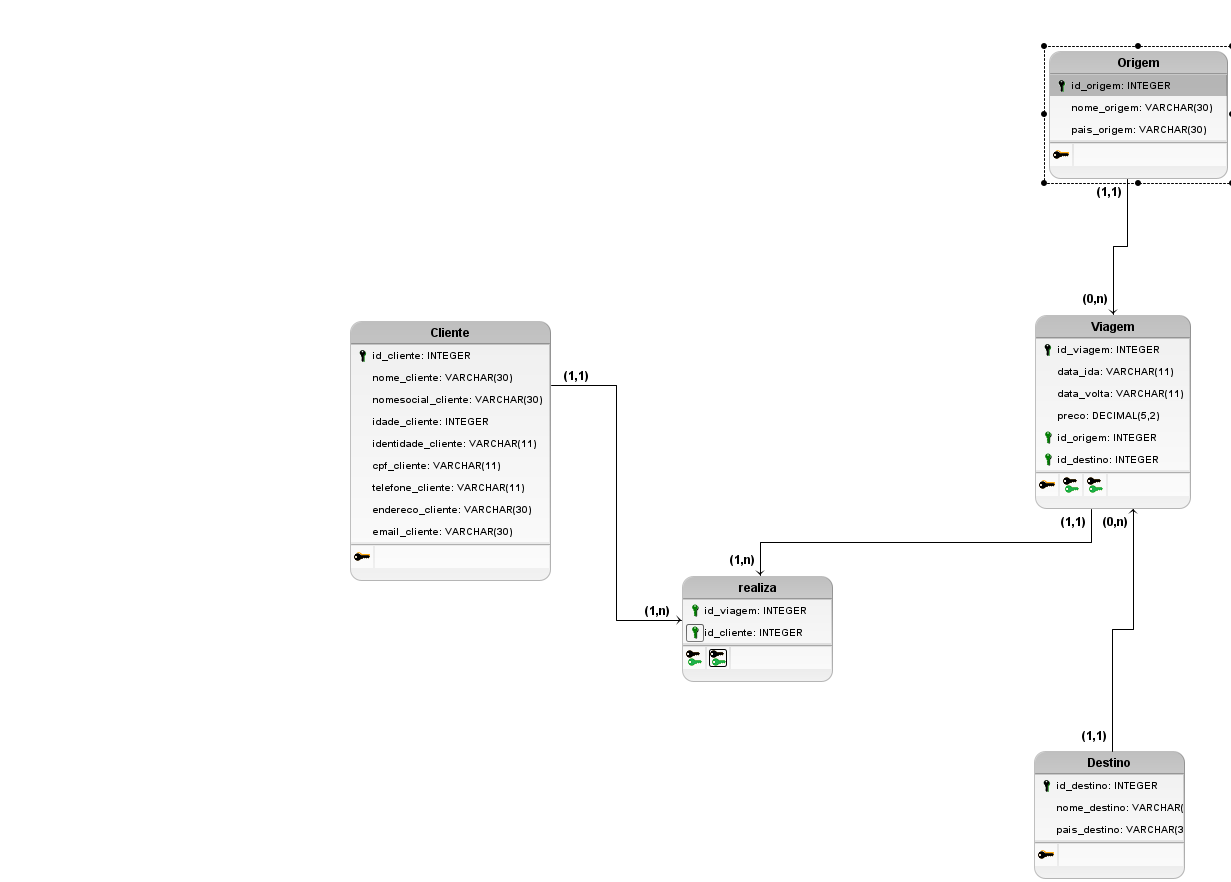 Origem
id_origem: INTEGER
nome_origem: VARCHAR(30)
pais_origem: VARCHAR(30)
(1,1)
(0,n)
Viagem
id_viagem: INTEGER
data_ida: VARCHAR(11)
data_volta: VARCHAR(11)
preco: DECIMAL(5,2)
id_origem: INTEGER
id_destino: INTEGER
(1,1)
(0,n)
Cliente
id_cliente: INTEGER
nome_cliente: VARCHAR(30)
nomesocial_cliente: VARCHAR(30)
idade_cliente: INTEGER
identidade_cliente: VARCHAR(11)
cpf_cliente: VARCHAR(11)
telefone_cliente: VARCHAR(11)
endereco_cliente: VARCHAR(30)
email_cliente: VARCHAR(30)
(1,1)
(1,n)
(1,n)
realiza
id_viagem: INTEGER
id_cliente: INTEGER
(1,1)
Destino
id_destino: INTEGER
nome_destino: VARCHAR(
pais_destino: VARCHAR(3